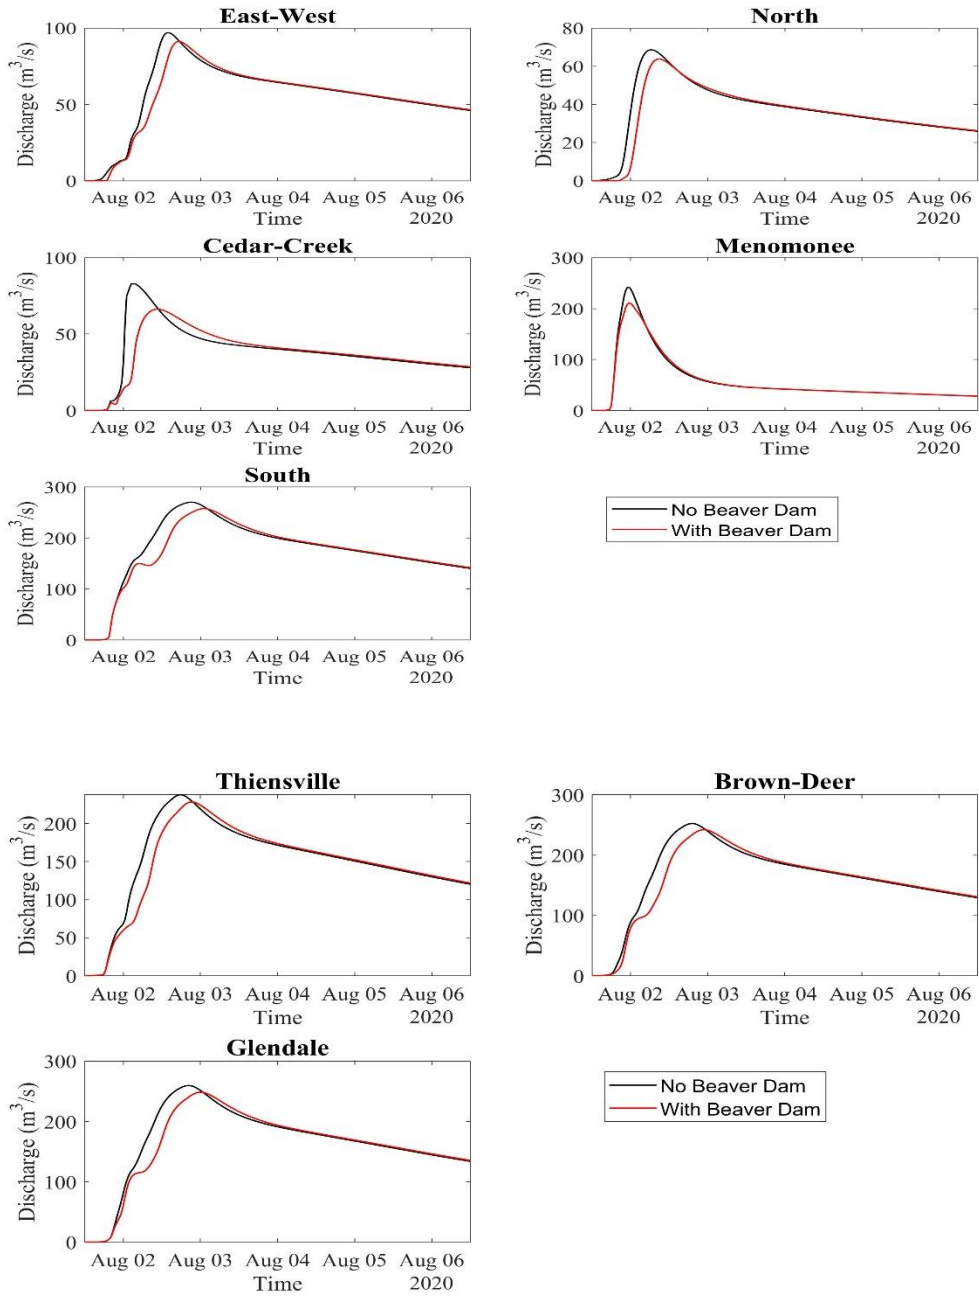 East-West
100
50
0
Discharge (m³/s)
Aug 02 Aug 03 Aug 04 Aug 05 Aug 06
Time 2020
North
80
60
40
20
0
Discharge (m³/s)
Aug 02 Aug 03 Aug 04 Aug 05 Aug 06
Time 2020
Cedar-Creek
100
50
0
Discharge (m³/s)
Aug 02 Aug 03 Aug 04 Aug 05 Aug 06
Time 2020
Menomonee
300
200
100
0
Discharge (m³/s)
Aug 02 Aug 03 Aug 04 Aug 05 Aug 06
Time 2020
South
300
200
100
0
Discharge (m³/s)
Aug 02 Aug 03 Aug 04 Aug 05 Aug 06
Time 2020
No Beaver Dam
With Beaver Dam
Thiensville
200
150
100
50
0
Discharge (m³/s)
Aug 02 Aug 03 Aug 04 Aug 05 Aug 06
Time 2020
Brown-Deer
300
200
100
0
Discharge (m³/s)
Aug 02 Aug 03 Aug 04 Aug 05 Aug 06
Time 2020
Glendale
300
200
100
0
Discharge (m³/s)
Aug 02 Aug 03 Aug 04 Aug 05 Aug 06
Time 2020
No Beaver Dam
With Beaver Dam